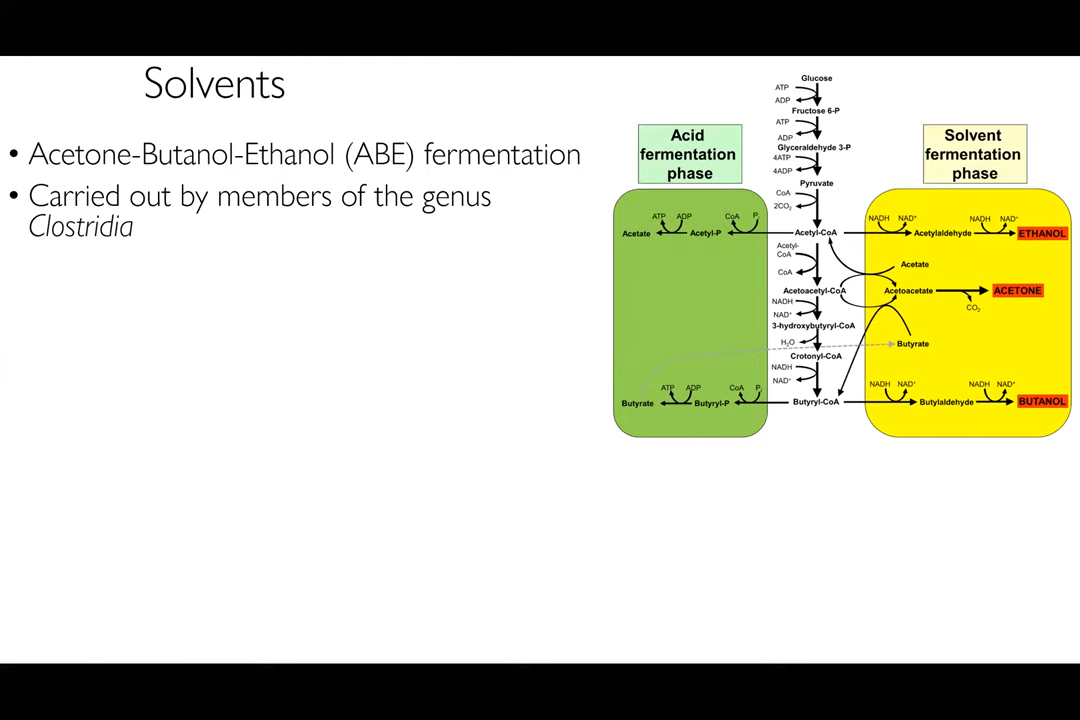 Solvents
• Acetone-Butanol-Ethanol (ABE) fermentation
• Carried out by members of the genus
Clostridia
Acid
fermentation
phase
Solvent
fermentation
phase
Glucose
ATP
ADP
Fructose 6-P
ATP
ADP
Glyceraldehyde 3-P
4ATP
4ADP
Pyruvate
CoA
2CO₂
ATP ADP CoA Pᵢ
Acetate Acetyl-P Acetyl-CoA
NADH NAD⁺ NADH NAD⁺
Acetylaldehyde ETHANOL
Acetyl-
CoA
CoA
Acetate
Acetoacetyl-CoA Acetoacetate ACETONE
CO₂
NADH
NAD⁺
3-hydroxybutyryl-CoA
H₂O
Butyrate
Crotonyl-CoA
NADH
NAD⁺
ATP ADP CoA Pᵢ
Butyrate Butyryl-P Butyryl-CoA
NADH NAD⁺ NADH NAD⁺
Butylaldehyde BUTANOL